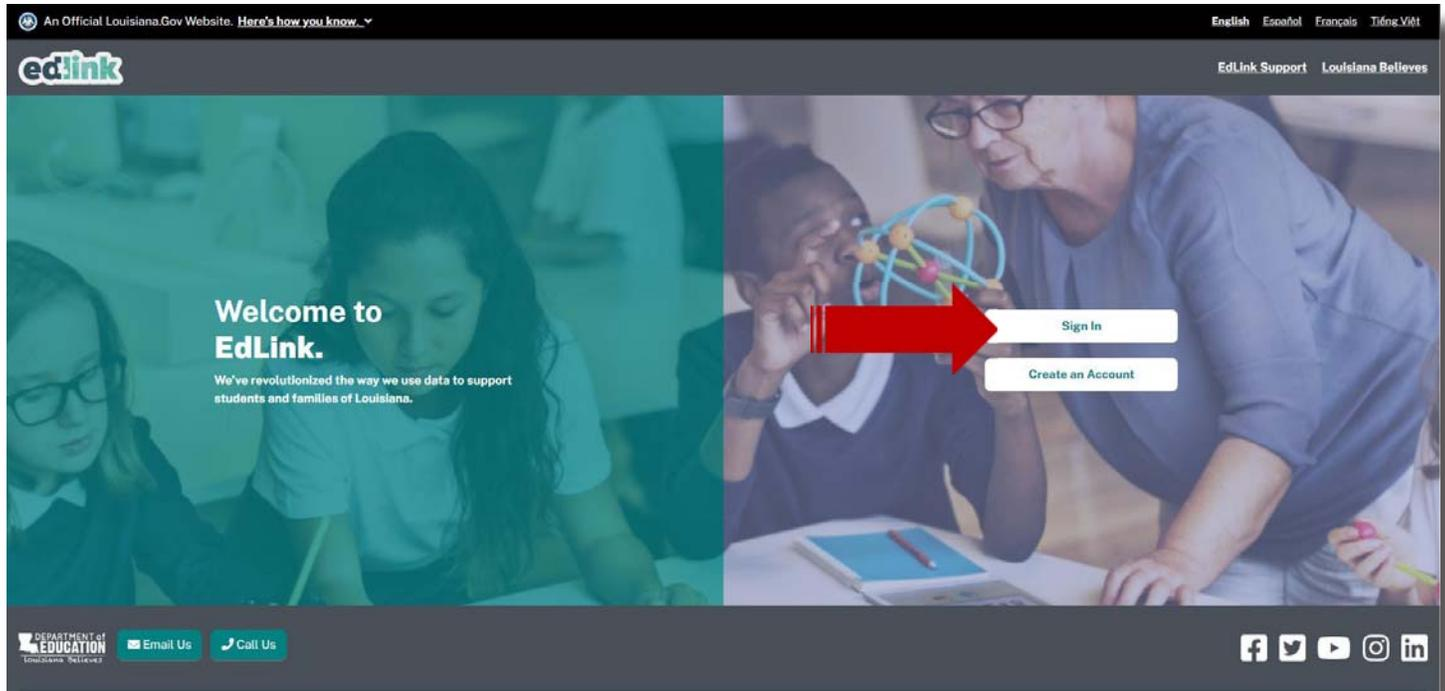 An Official Louisiana.Gov Website. Here's how you know.
English Español Français Tiếng Việt
edlink
EdLink Support Louisiana Believes
Welcome to
EdLink.
We've revolutionized the way we use data to support
students and families of Louisiana.
Sign In
Create an Account
DEPARTMENT of
EDUCATION
Louisiana Believes
Email Us
Call Us